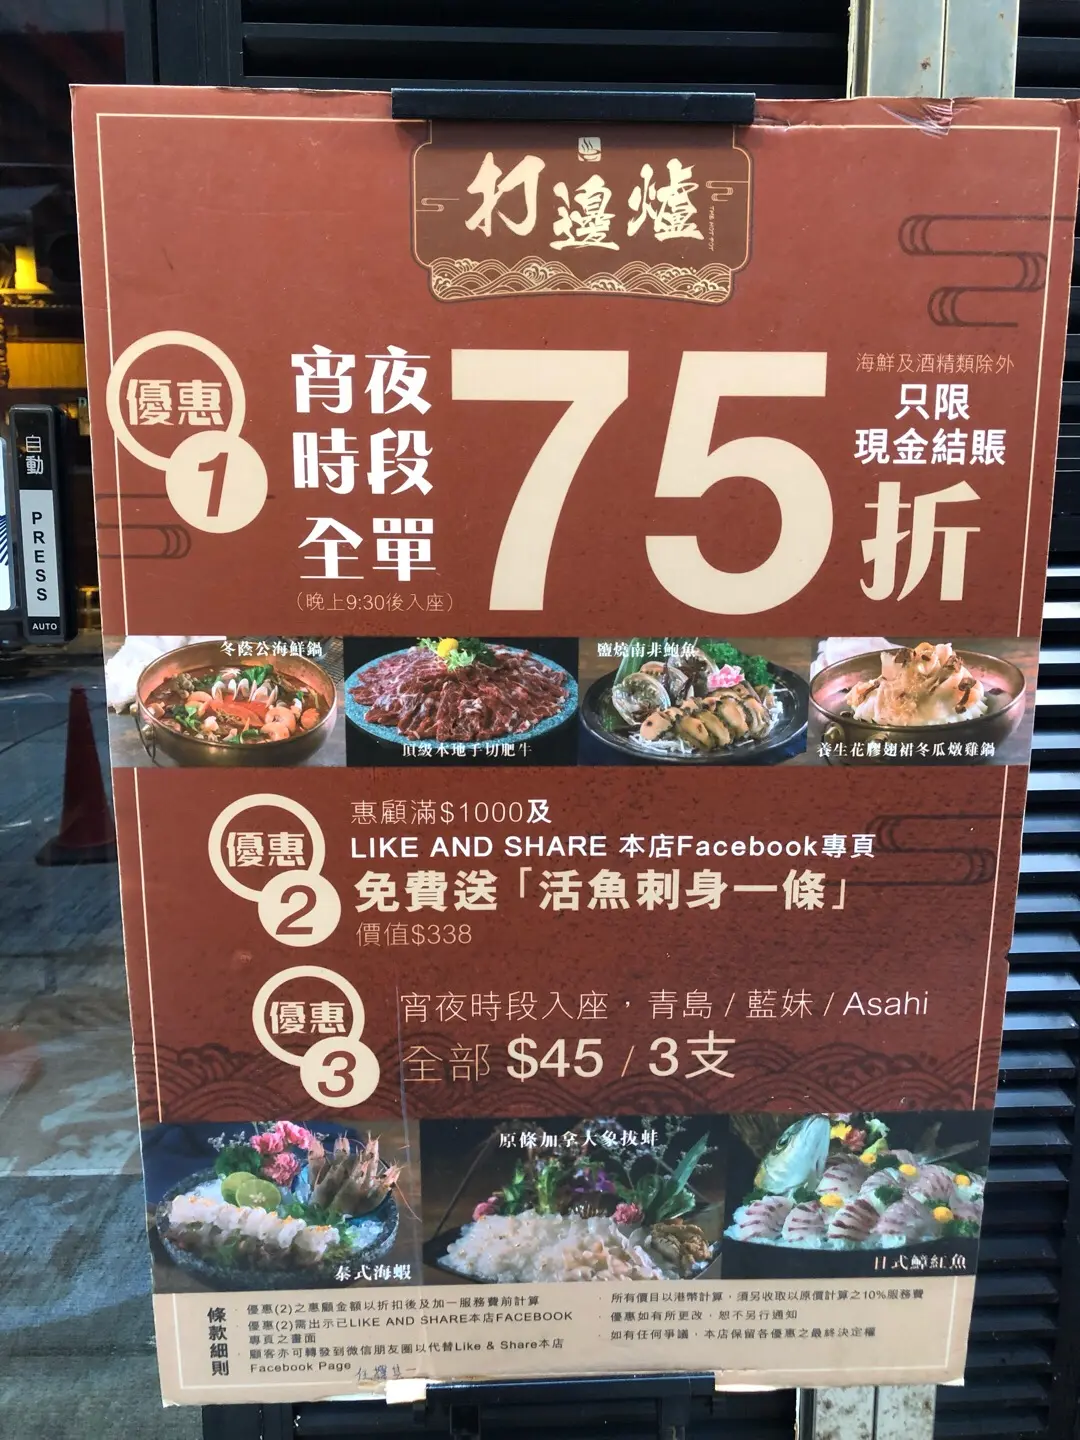 打邊爐
THE HOT POT
優惠
1
宵夜
時段
全單
(晚上9:30後入座)
75
折
海鮮及酒精類除外
只限
現金結賬
自動
PRESS
AUTO
冬蔭公海鮮鍋
頂級本地手切肥牛
鹽燒南非鮑魚
養生花膠翅裙冬瓜燉雞鍋
優惠
2
惠顧滿$1000及
LIKE AND SHARE 本店Facebook專頁
免費送「活魚刺身一條」
價值$338
優惠
3
宵夜時段入座，青島 / 藍妹 / Asahi
全部 $45 / 3支
泰式海蝦
原條加拿大象拔蚌
日式鱆紅魚
條款細則
· 優惠(2)之惠顧金額以折扣後及加一服務費前計算
· 優惠(2)需出示已LIKE AND SHARE本店FACEBOOK
專頁之畫面
· 顧客亦可轉發到微信朋友圈以代替Like & Share本店
Facebook Page
任擇其一
· 所有價目以港幣計算，須另收取以原價計算之10%服務費
· 優惠如有所更改，恕不另行通知
· 如有任何爭議，本店保留各優惠之最終決定權